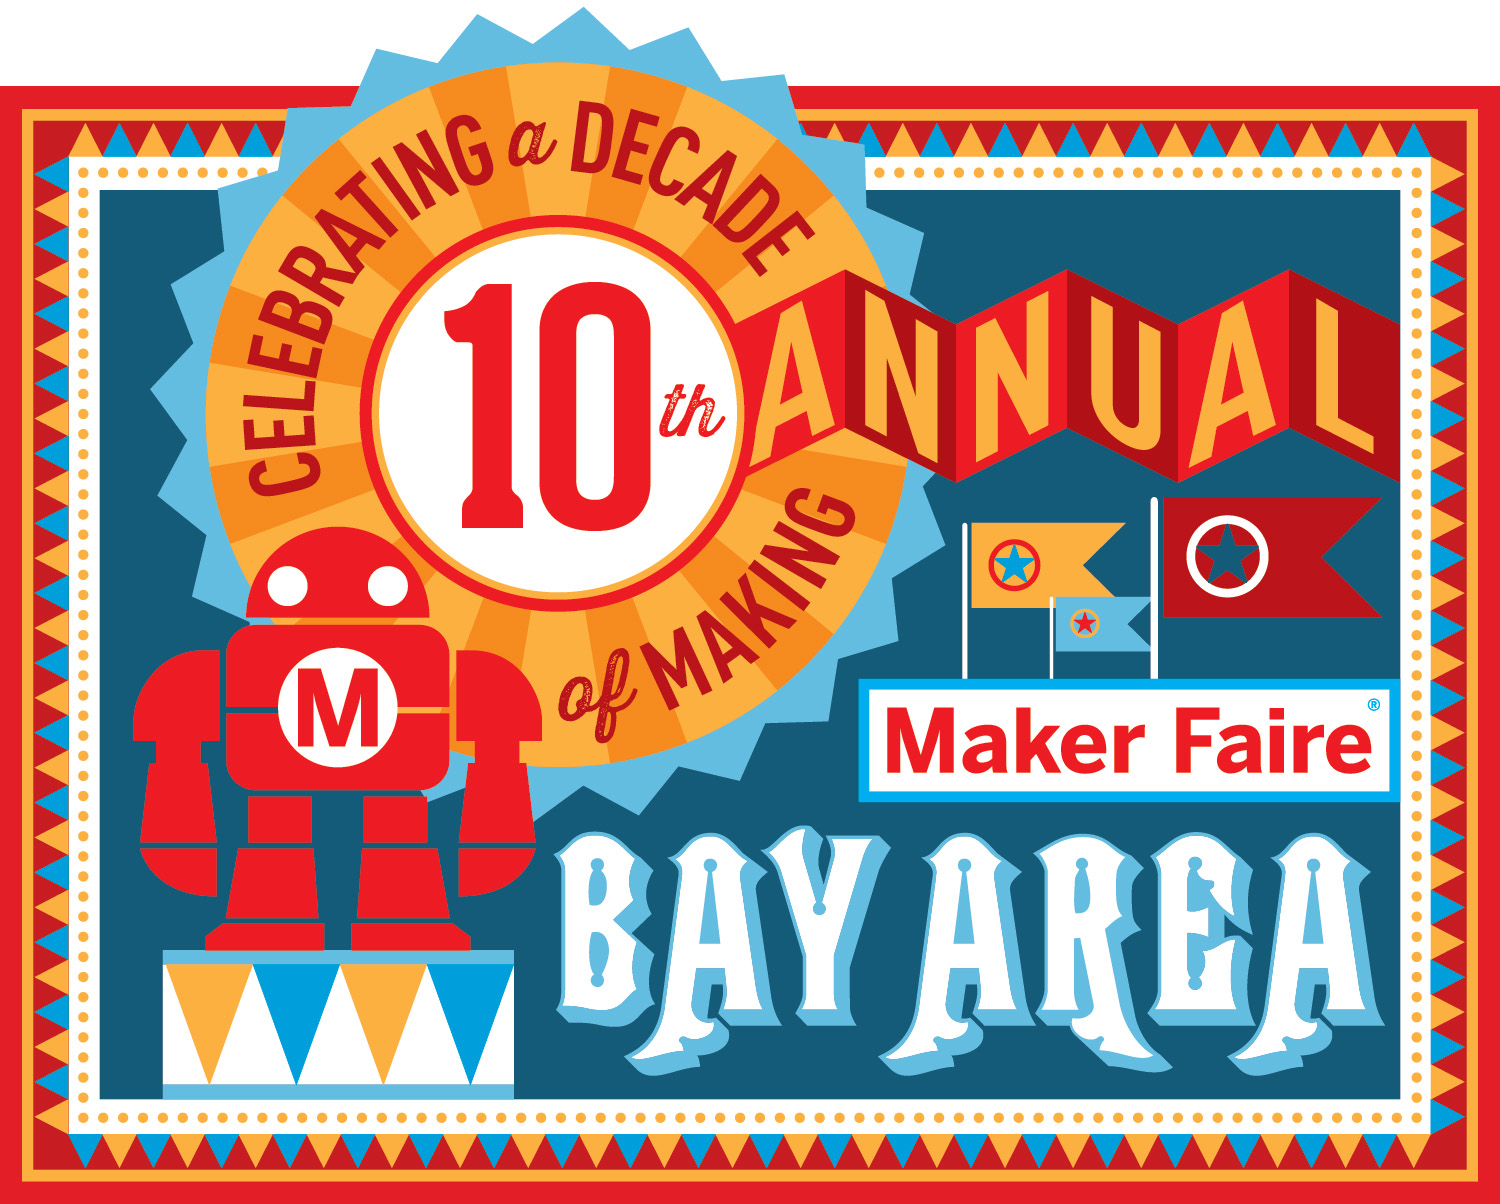 CELEBRATING a DECADE
of MAKING
10th
ANNUAL
M
Maker Faire®
BAY AREA